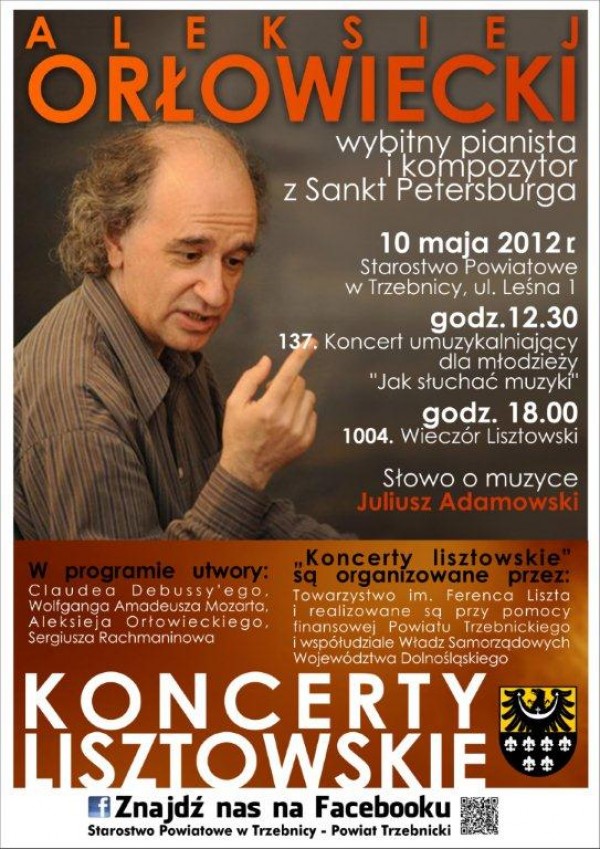 ALEKSIEJ
ORŁOWIECKI
wybitny pianista
i kompozytor
z Sankt Petersburga
10 maja 2012 r.
Starostwo Powiatowe
w Trzebnicy, ul. Leśna 1
godz.12.30
137. Koncert umuzykalniający
dla młodzieży
"Jak słuchać muzyki"
godz. 18.00
1004. Wieczór Lisztowski
Słowo o muzyce
Juliusz Adamowski
W programie utwory:
Claudea Debussy'ego,
Wolfganga Amadeusza Mozarta,
Aleksieja Orłowieckiego,
Sergiusza Rachmaninowa
„Koncerty lisztowskie"
są organizowane przez:
Towarzystwo im. Ferenca Liszta
i realizowane są przy pomocy
finansowej Powiatu Trzebnickiego
i współudziale Władz Samorządowych
Województwa Dolnośląskiego
KONCERTY
LISZTOWSKIE
f Znajdź nas na Facebooku
Starostwo Powiatowe w Trzebnicy - Powiat Trzebnicki